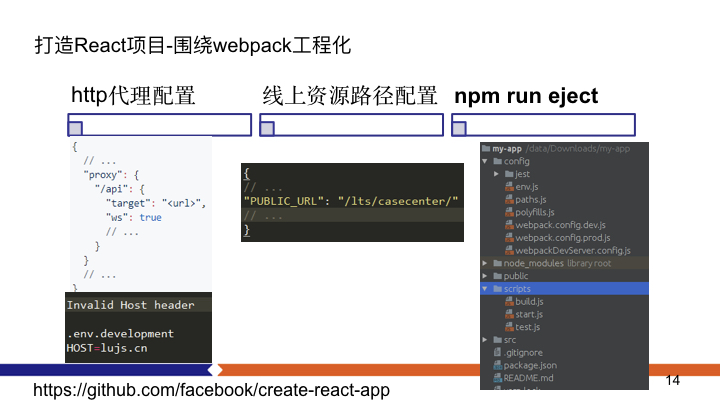 打造React项目-围绕webpack工程化
http代理配置
{
// ...
"proxy": {
"/api": {
"target": "<url>",
"ws": true
// ...
}
}
// ...
}
Invalid Host header
.env.development
HOST=lujs.cn
线上资源路径配置
{
// ...
"PUBLIC_URL": "/lts/casecenter/"
// ...
}
npm run eject
my-app /data/Downloads/my-app
config
jest
env.js
paths.js
polyfills.js
webpack.config.dev.js
webpack.config.prod.js
webpackDevServer.config.js
node_modules library root
public
scripts
build.js
start.js
test.js
src
.gitignore
package.json
README.md
https://github.com/facebook/create-react-app
14